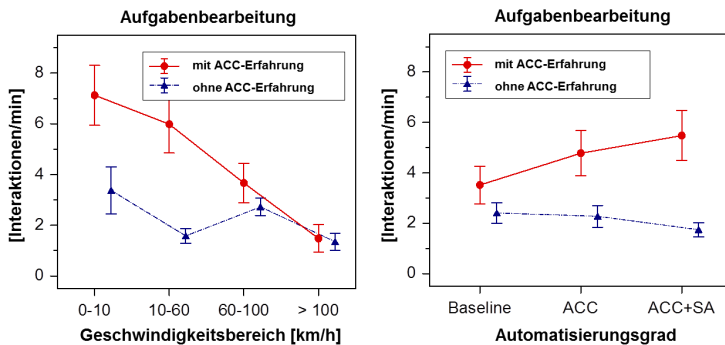 Aufgabenbearbeitung
[Interaktionen/min]
8
6
4
2
0
mit ACC-Erfahrung
ohne ACC-Erfahrung
0-10 10-60 60-100 > 100
Geschwindigkeitsbereich [km/h]
Aufgabenbearbeitung
[Interaktionen/min]
8
6
4
2
0
mit ACC-Erfahrung
ohne ACC-Erfahrung
Baseline ACC ACC+SA
Automatisierungsgrad